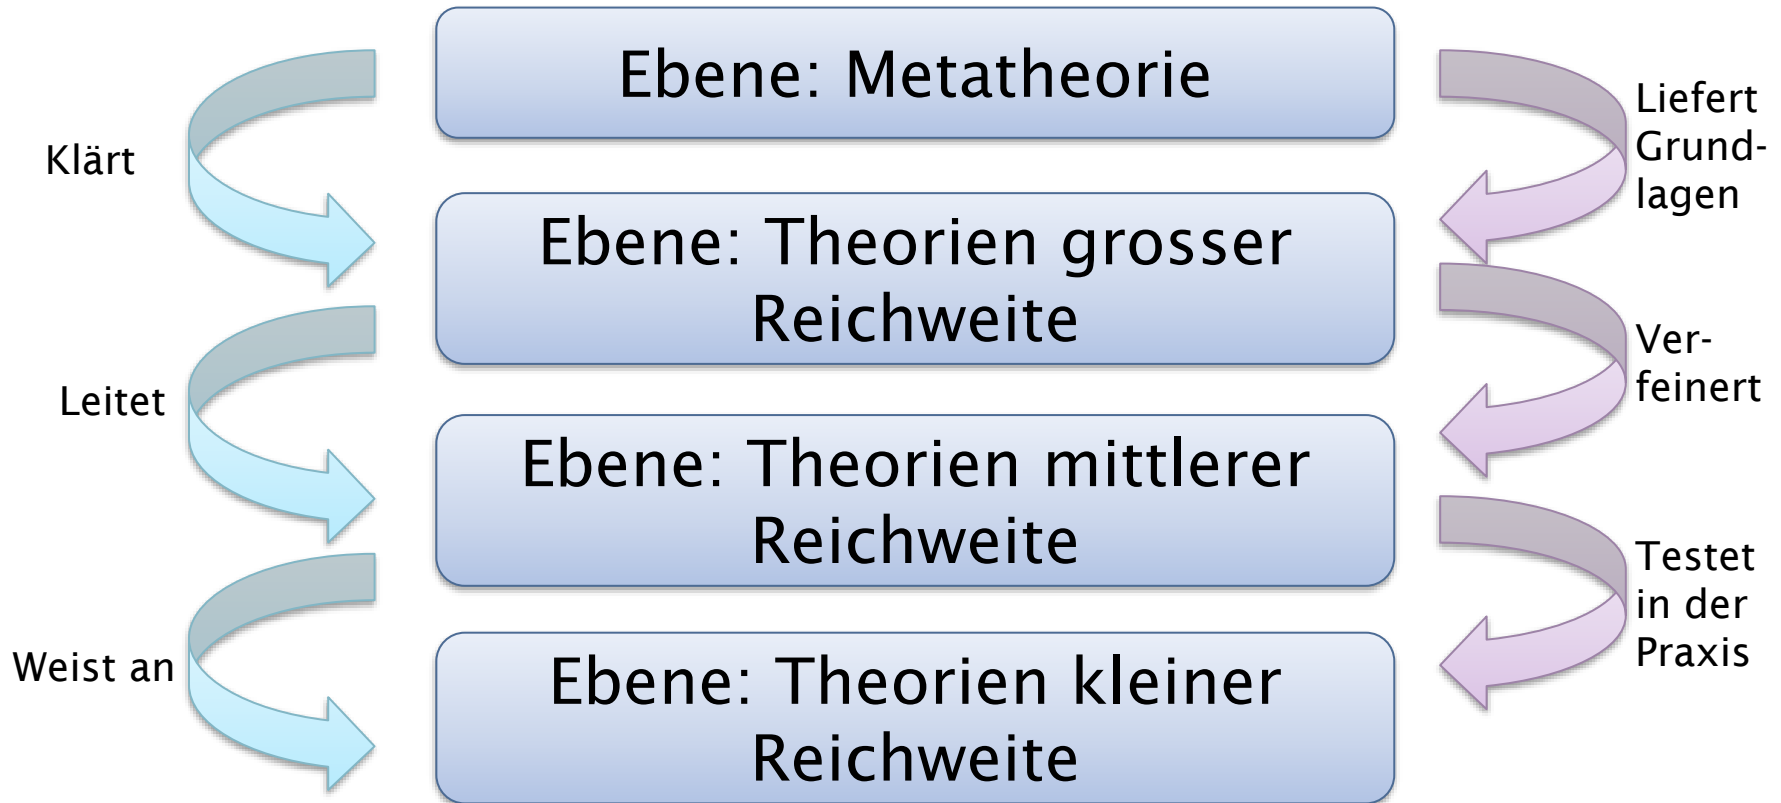 Ebene: Metatheorie
Klärt
Liefert
Grund-
lagen
Ebene: Theorien grosser
Reichweite
Leitet
Ver-
feinert
Ebene: Theorien mittlerer
Reichweite
Weist an
Testet
in der
Praxis
Ebene: Theorien kleiner
Reichweite